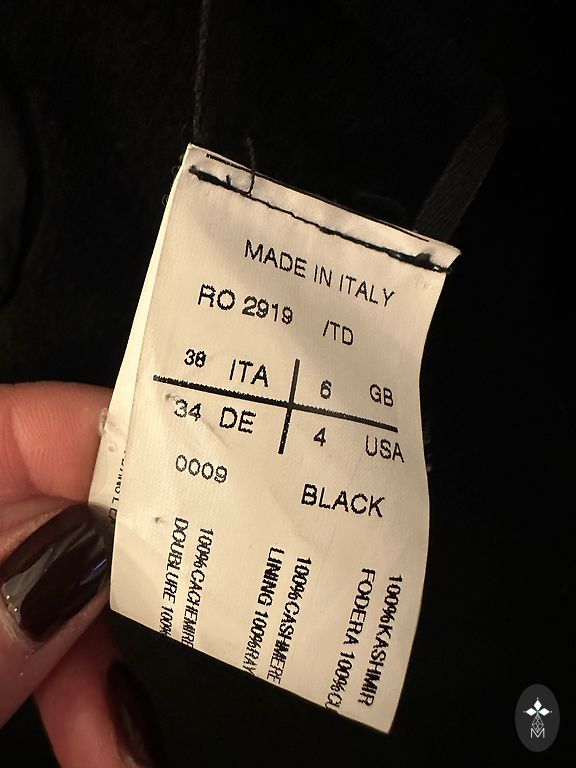 MADE IN ITALY
RO 2919 /TD
38 ITA 6 GB
34 DE 4 USA
0009
BLACK
100%KASHMIR
FODERA 100%
100%CASHMERE
LINING 100%RAY
100%CACHEMIRE
DOUBLURE 100%